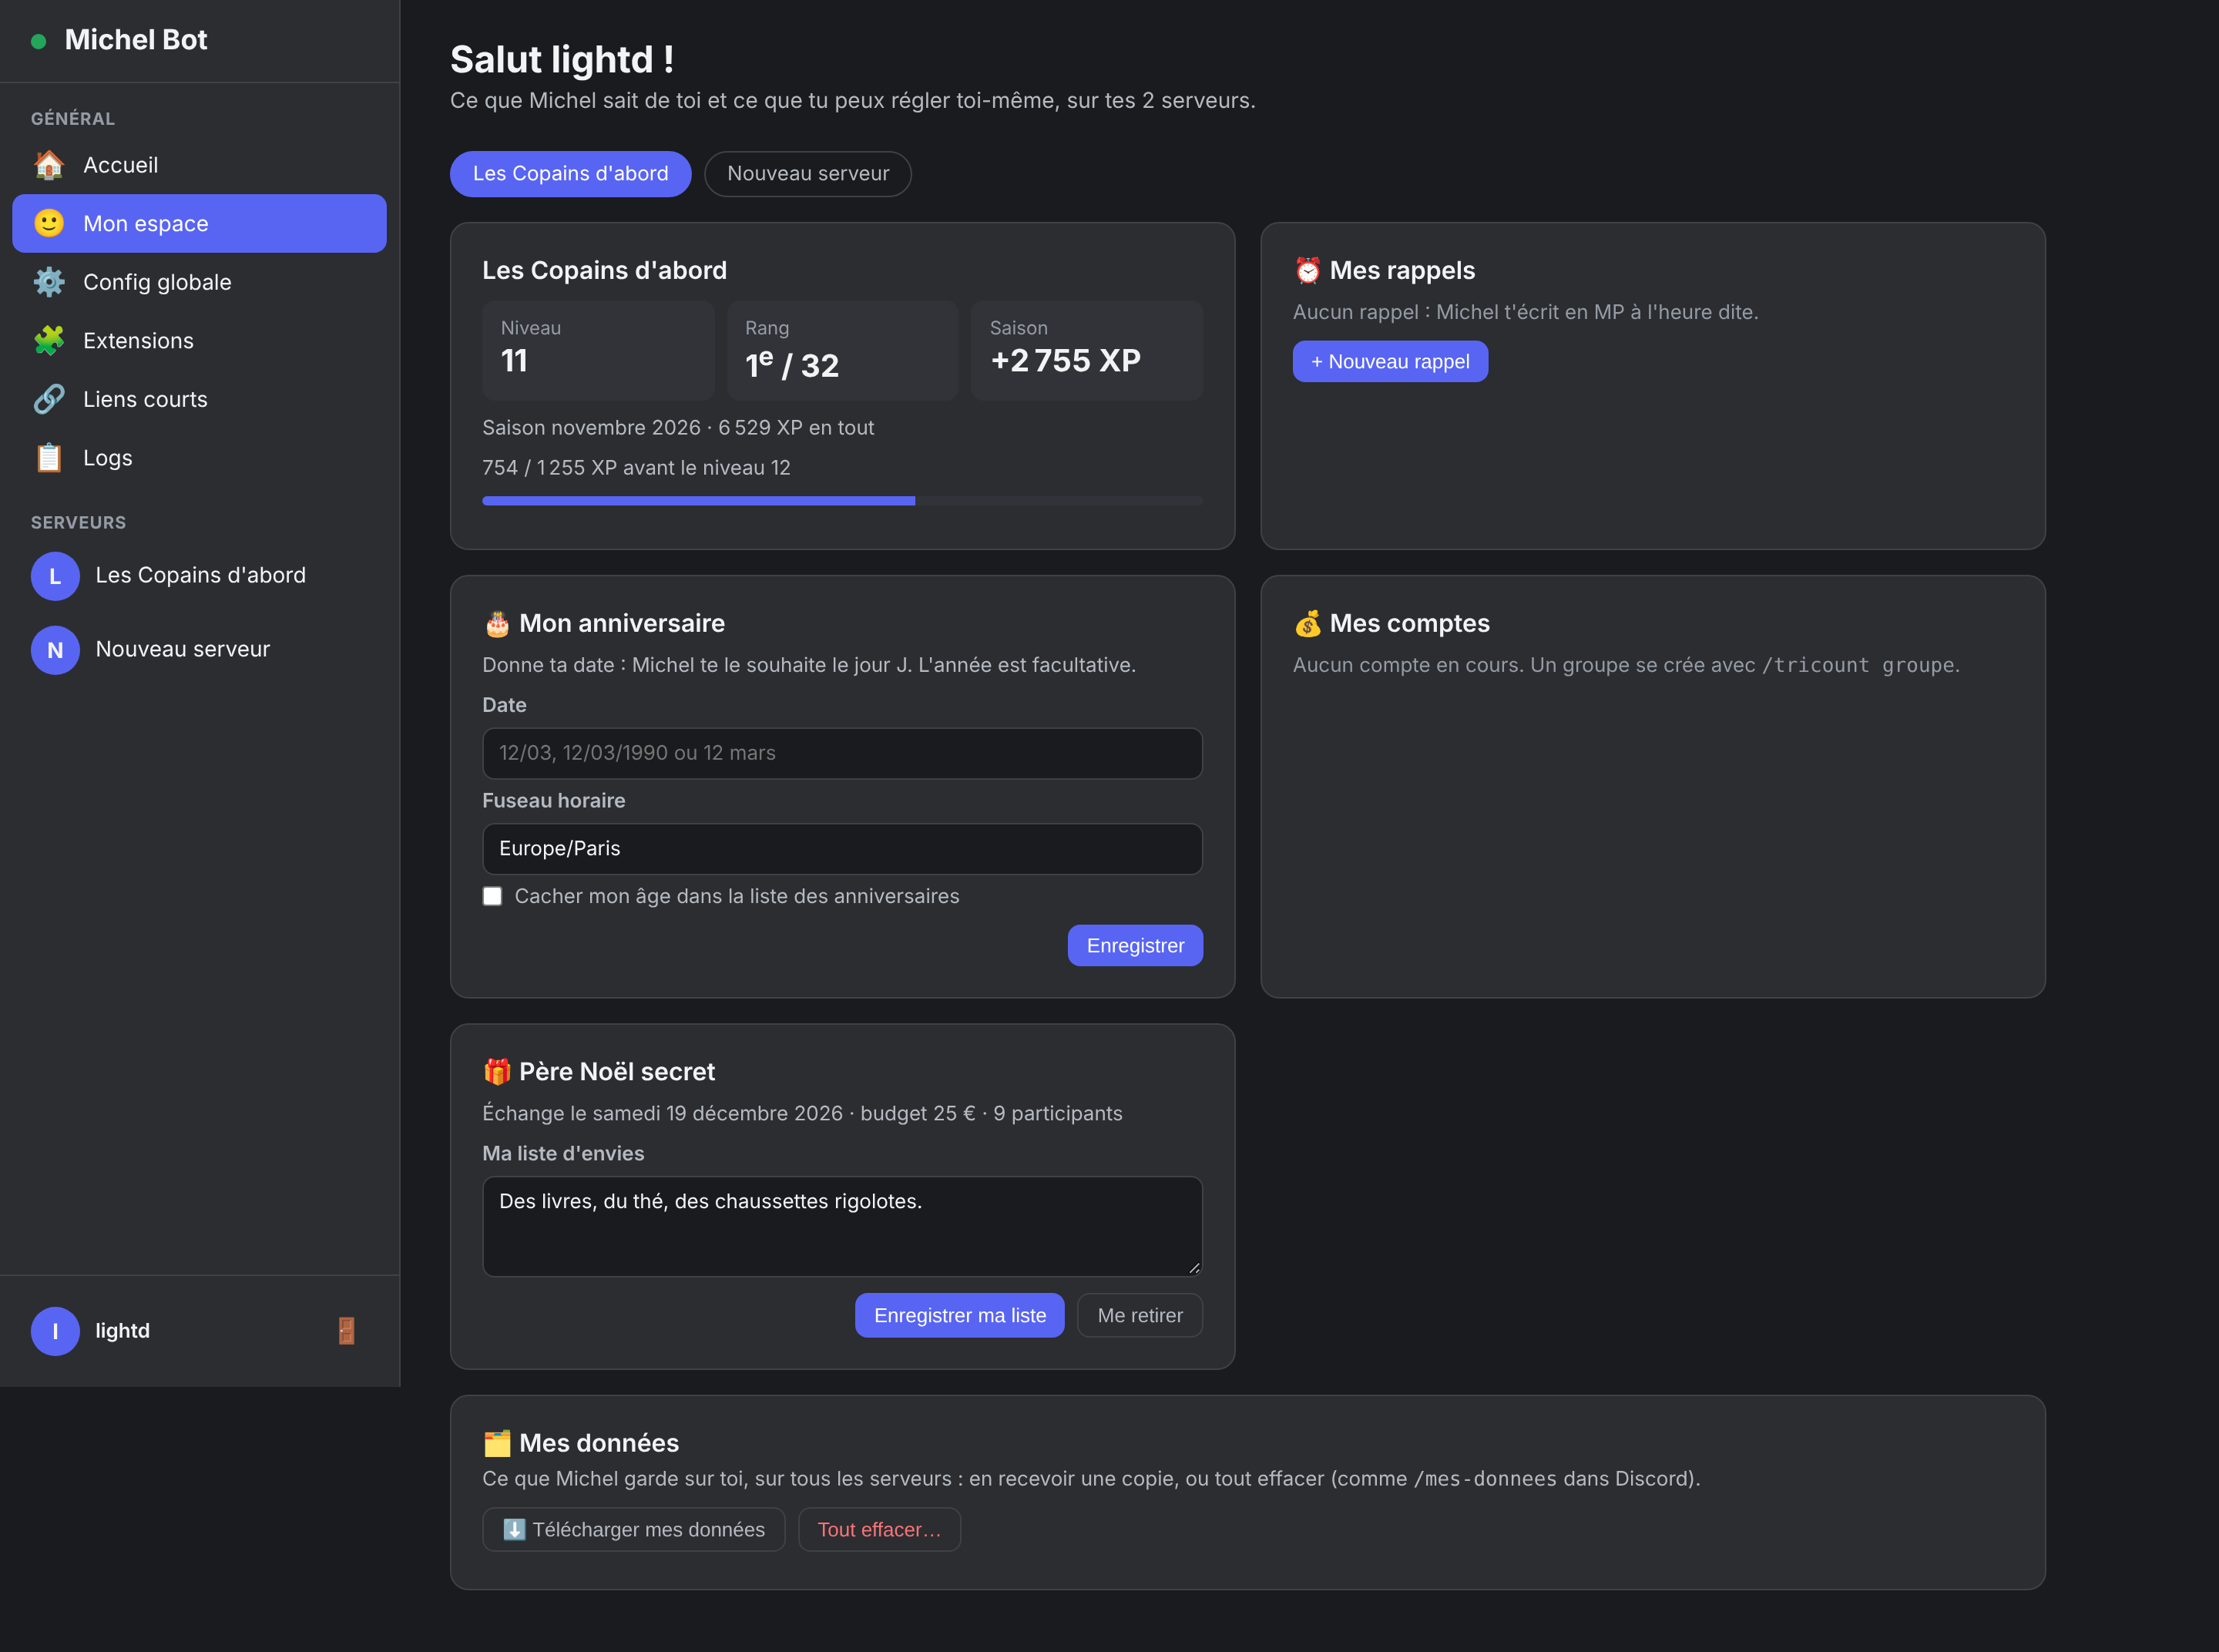 Michel Bot
GÉNÉRAL
Accueil
Mon espace
Config globale
Extensions
Liens courts
Logs
SERVEURS
L Les Copains d'abord
N Nouveau serveur
l lightd
Salut lightd !
Ce que Michel sait de toi et ce que tu peux régler toi-même, sur tes 2 serveurs.
Les Copains d'abord Nouveau serveur
Les Copains d'abord
Niveau
11
Rang
1e / 32
Saison
+2 755 XP
Saison novembre 2026 · 6 529 XP en tout
754 / 1 255 XP avant le niveau 12
Mes rappels
Aucun rappel : Michel t'écrit en MP à l'heure dite.
+ Nouveau rappel
Mon anniversaire
Donne ta date : Michel te le souhaite le jour J. L'année est facultative.
Date
12/03, 12/03/1990 ou 12 mars
Fuseau horaire
Europe/Paris
Cacher mon âge dans la liste des anniversaires
Enregistrer
Mes comptes
Aucun compte en cours. Un groupe se crée avec /tricount groupe.
Père Noël secret
Échange le samedi 19 décembre 2026 · budget 25 € · 9 participants
Ma liste d'envies
Des livres, du thé, des chaussettes rigolotes.
Enregistrer ma liste Me retirer
Mes données
Ce que Michel garde sur toi, sur tous les serveurs : en recevoir une copie, ou tout effacer (comme /mes-donnees dans Discord).
Télécharger mes données Tout effacer…